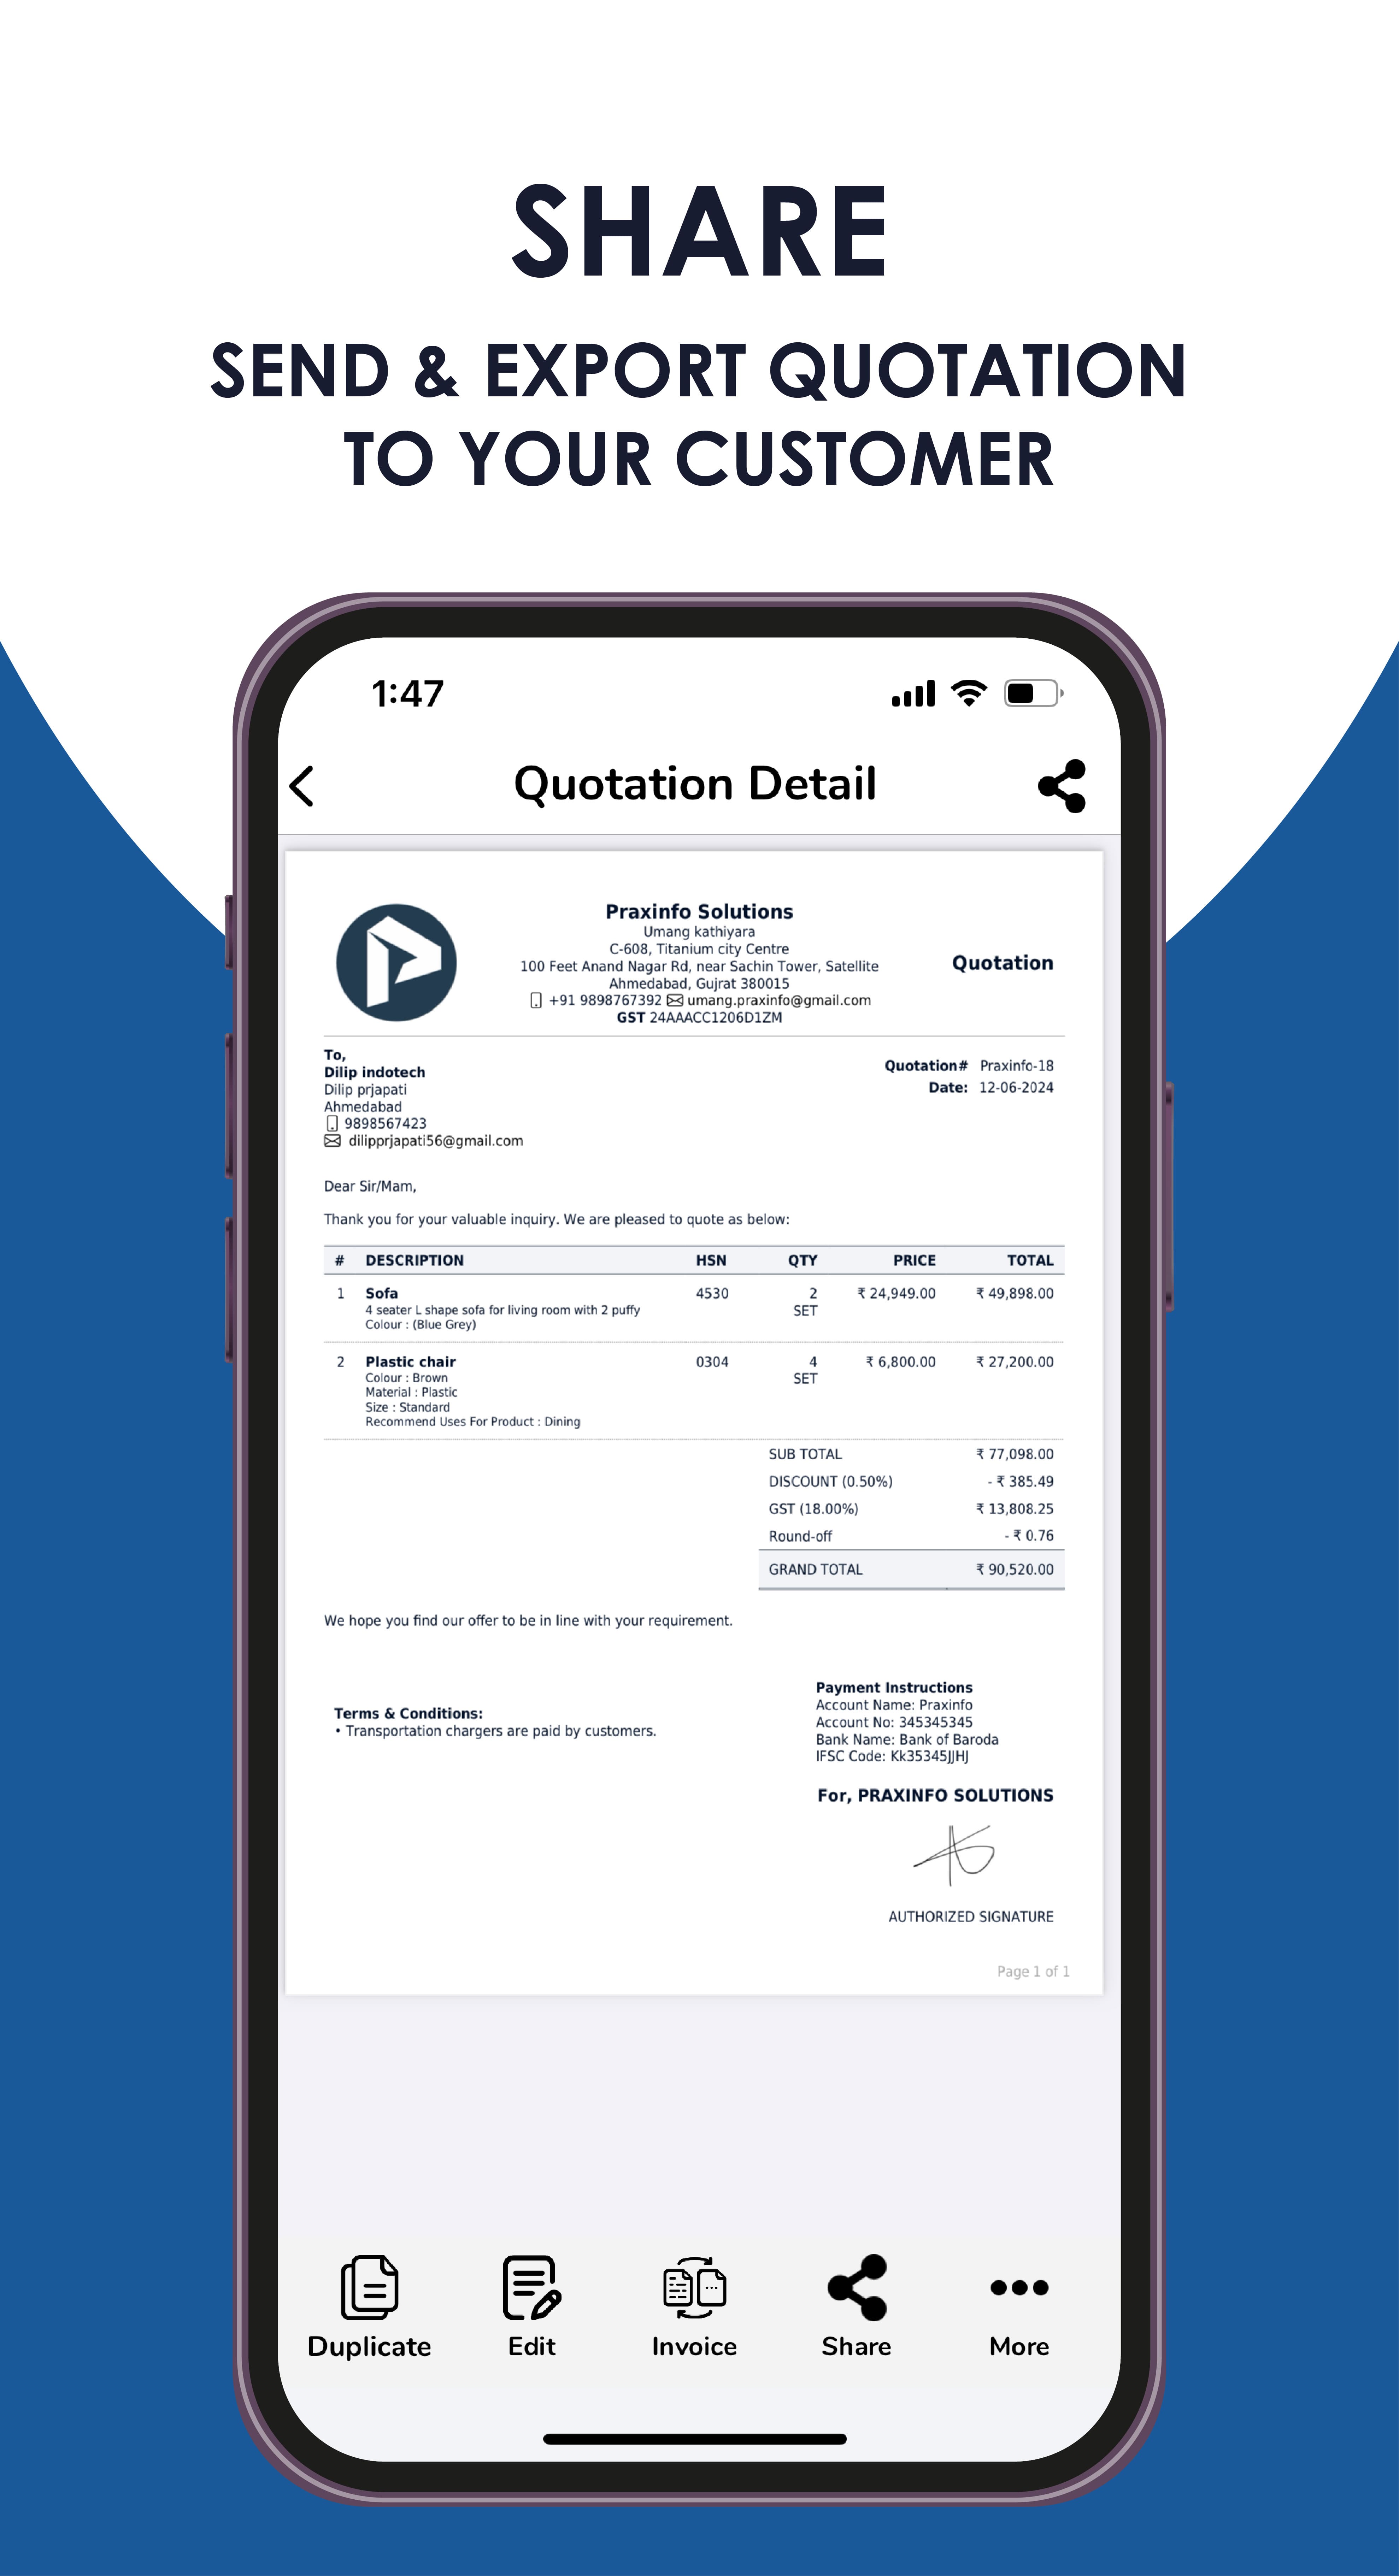 SHARE
SEND & EXPORT QUOTATION
TO YOUR CUSTOMER
1:47
Quotation Detail
Praxinfo Solutions
Umang kathiyara
C-608, Titanium city Centre
100 Feet Anand Nagar Rd, near Sachin Tower, Satellite
Ahmedabad, Gujrat 380015
+91 9898767392 umang.praxinfo@gmail.com
GST 24AAACC1206D1ZM
Quotation
To,
Dilip indotech
Dilip prjapati
Ahmedabad
9898567423
dilipprjapati56@gmail.com
Quotation# Praxinfo-18
Date: 12-06-2024
Dear Sir/Mam,
Thank you for your valuable inquiry. We are pleased to quote as below:
# DESCRIPTION HSN QTY PRICE TOTAL
1 Sofa 4530 2 ₹ 24,949.00 ₹ 49,898.00
4 seater L shape sofa for living room with 2 puffy SET
Colour : (Blue Grey)
2 Plastic chair 0304 4 ₹ 6,800.00 ₹ 27,200.00
Colour : Brown SET
Material : Plastic
Size : Standard
Recommend Uses For Product : Dining
SUB TOTAL ₹ 77,098.00
DISCOUNT (0.50%) - ₹ 385.49
GST (18.00%) ₹ 13,808.25
Round-off - ₹ 0.76
GRAND TOTAL ₹ 90,520.00
We hope you find our offer to be in line with your requirement.
Terms & Conditions:
• Transportation chargers are paid by customers.
Payment Instructions
Account Name: Praxinfo
Account No: 345345345
Bank Name: Bank of Baroda
IFSC Code: Kk35345JJHJ
For, PRAXINFO SOLUTIONS
AUTHORIZED SIGNATURE
Page 1 of 1
Duplicate Edit Invoice Share More